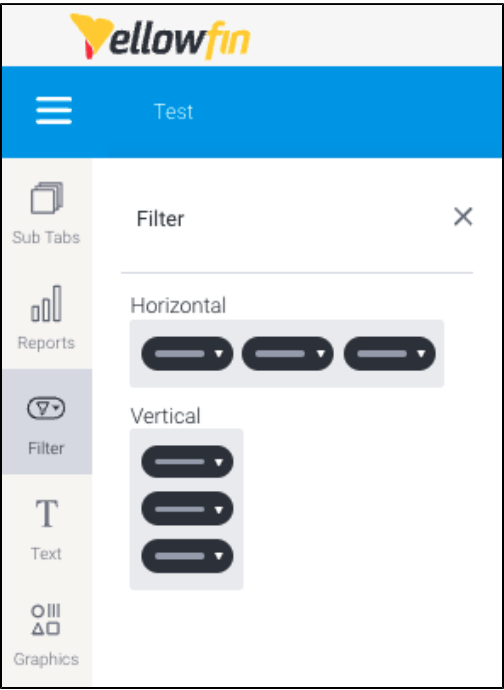 Yellowfin
Test
Sub Tabs
Filter
Horizontal
Reports
Vertical
Filter
T
Text
Graphics